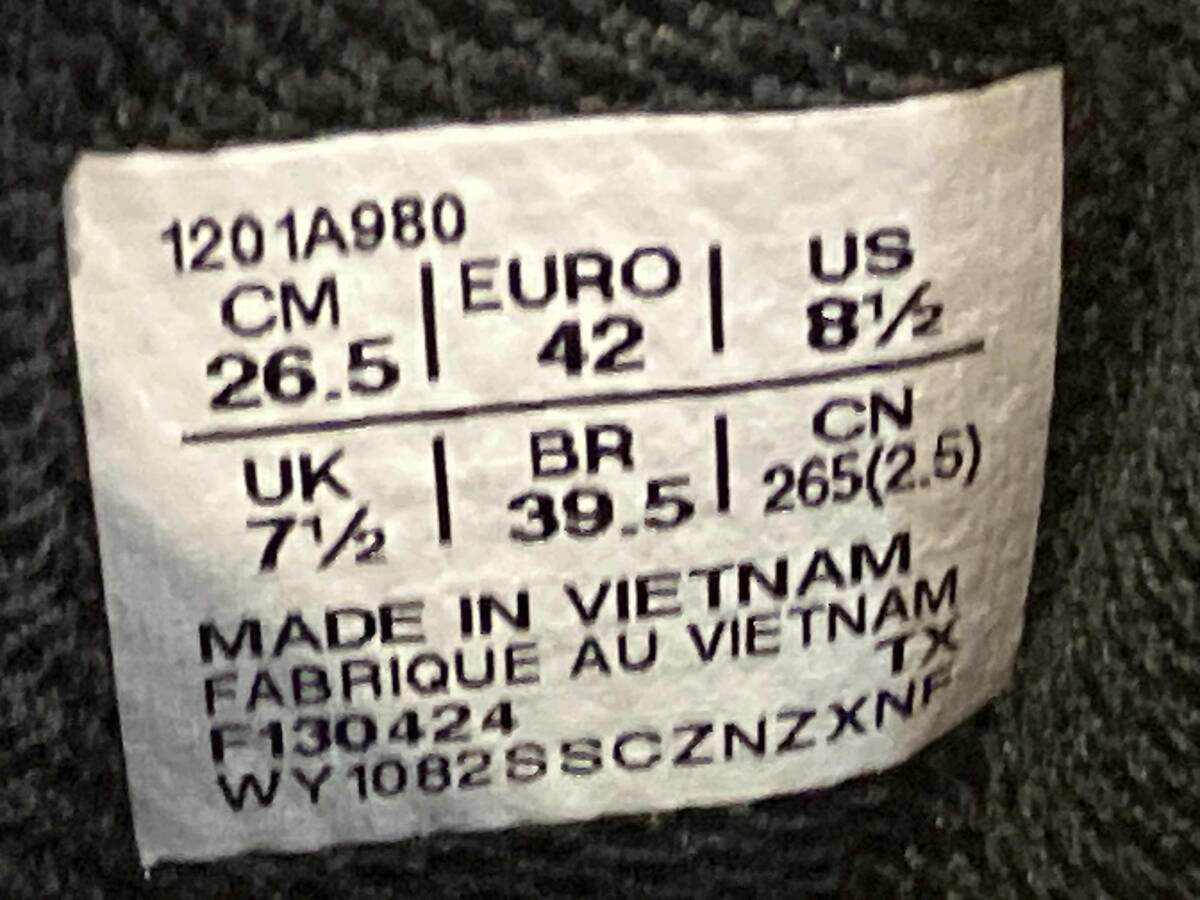 1201A980
CM | EURO | US
26.5 | 42 | 8½
UK | BR | CN
7½ | 39.5 | 265(2.5)
MADE IN VIETNAM
FABRIQUE AU VIETNAM
TX
F130424
WY1082SSCZNZXNF